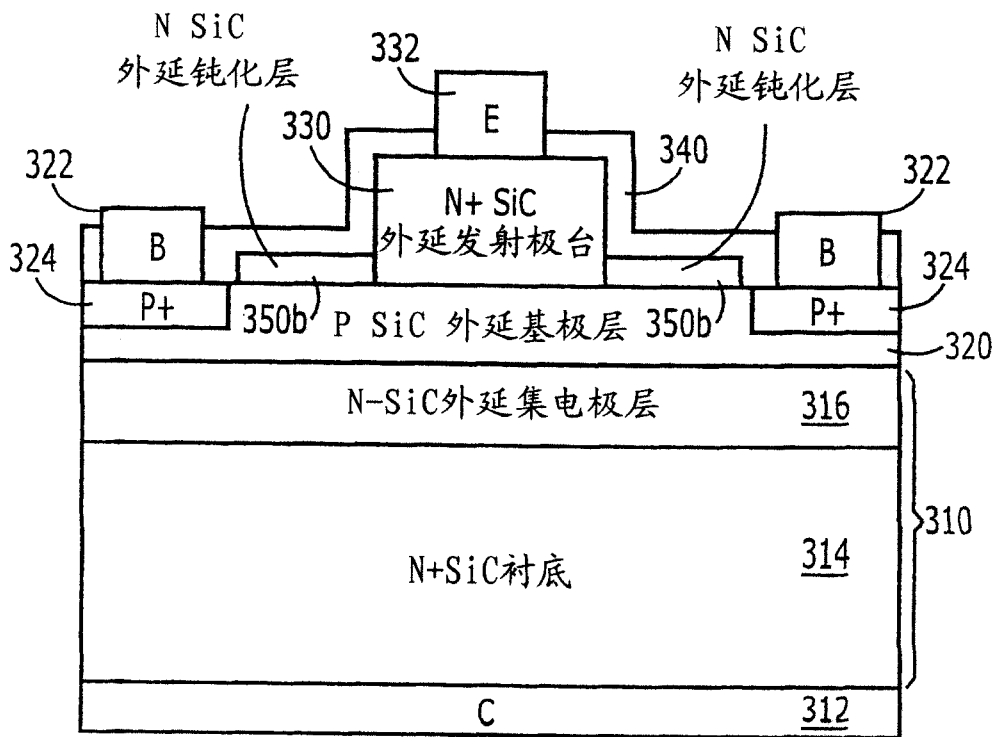 N SiC
外延钝化层
N SiC
外延钝化层
332
E
330
340
322
322
N+ SiC
外延发射极台
B
B
324
324
P+
P+
350b
350b
P SiC 外延基极层
320
N-SiC外延集电极层
316
310
N+SiC衬底
314
C
312